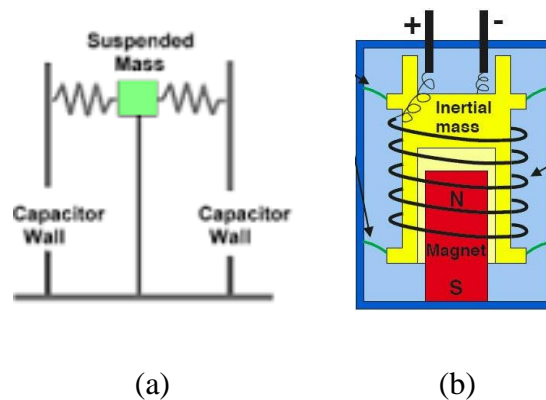 Suspended
Mass
Capacitor
Wall
Capacitor
Wall
+ -
Inertial
mass
N
Magnet
S
(a) (b)